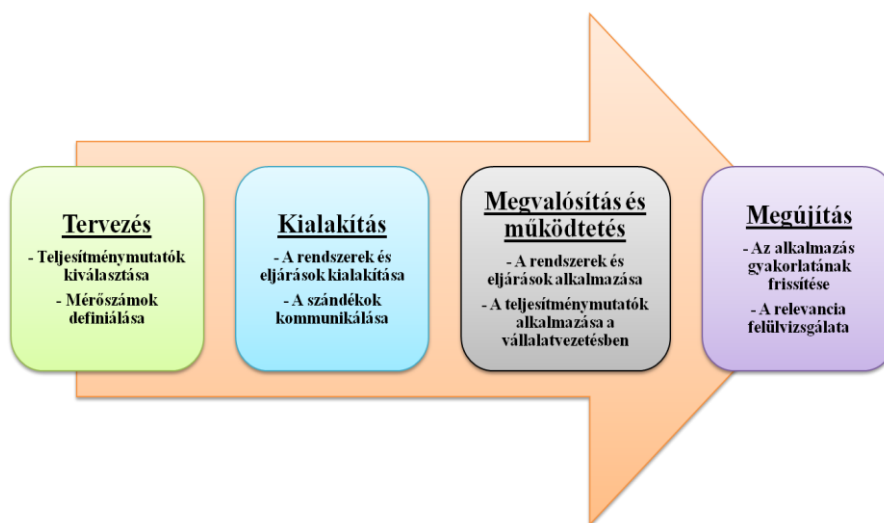 Tervezés
- Teljesítménymutatók
kiválasztása
- Mérőszámok
definiálása
Kialakítás
- A rendszerek és
eljárások kialakítása
- A szándékok
kommunikálása
Megvalósítás és
működtetés
- A rendszerek és
eljárások alkalmazása
- A teljesítménymutatók
alkalmazása a
vállalatvezetésben
Megújítás
- Az alkalmazás
gyakorlatának
frissítése
- A relevancia
felülvizsgálata